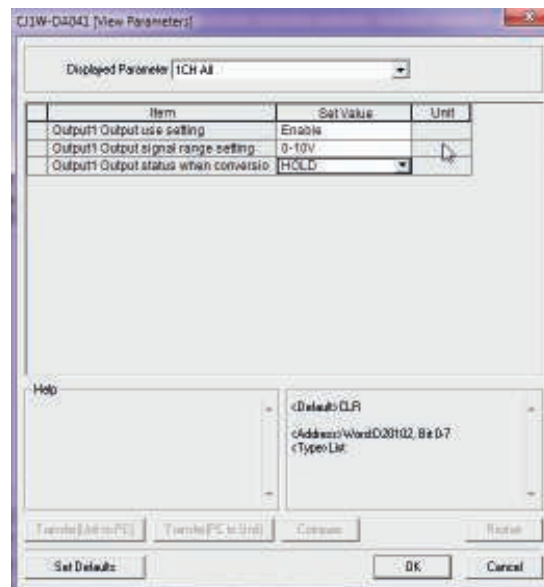 CJ1W-DA041 [View Parameters]
Displayed Parameter 1CH All
Item Set Value Unit
Output1 Output use setting Enable
Output1 Output signal range setting 0-10V
Output1 Output status when conversio HOLD
Help
<Default> CLR
<Address>Word:D20102, Bit 0-7
<Type>List
Transfer[Unit to PC] Transfer[PC to Unit] Compare Restart
Set Defaults OK Cancel